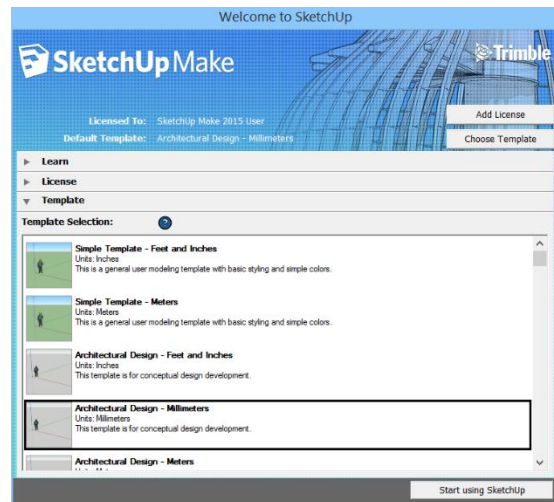 Welcome to SketchUp
SketchUp Make
Trimble
Licensed To: SketchUp Make 2015 User
Add License
Default Template: Architectural Design - Millimeters
Choose Template
Learn
License
Template
Template Selection: ?
Simple Template - Feet and Inches
Units: Inches
This is a general user modeling template with basic styling and simple colors.
Simple Template - Meters
Units: Meters
This is a general user modeling template with basic styling and simple colors.
Architectural Design - Feet and Inches
Units: Inches
This template is for conceptual design development.
Architectural Design - Millimeters
Units: Millimeters
This template is for conceptual design development.
Architectural Design - Meters
Start using SketchUp